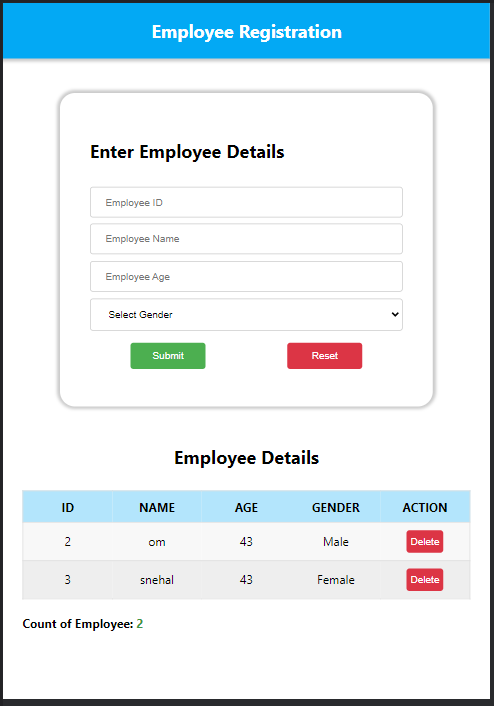 Employee Registration
Enter Employee Details
Employee ID
Employee Name
Employee Age
Select Gender
Submit Reset
Employee Details
ID NAME AGE GENDER ACTION
2 om 43 Male Delete
3 snehal 43 Female Delete
Count of Employee: 2